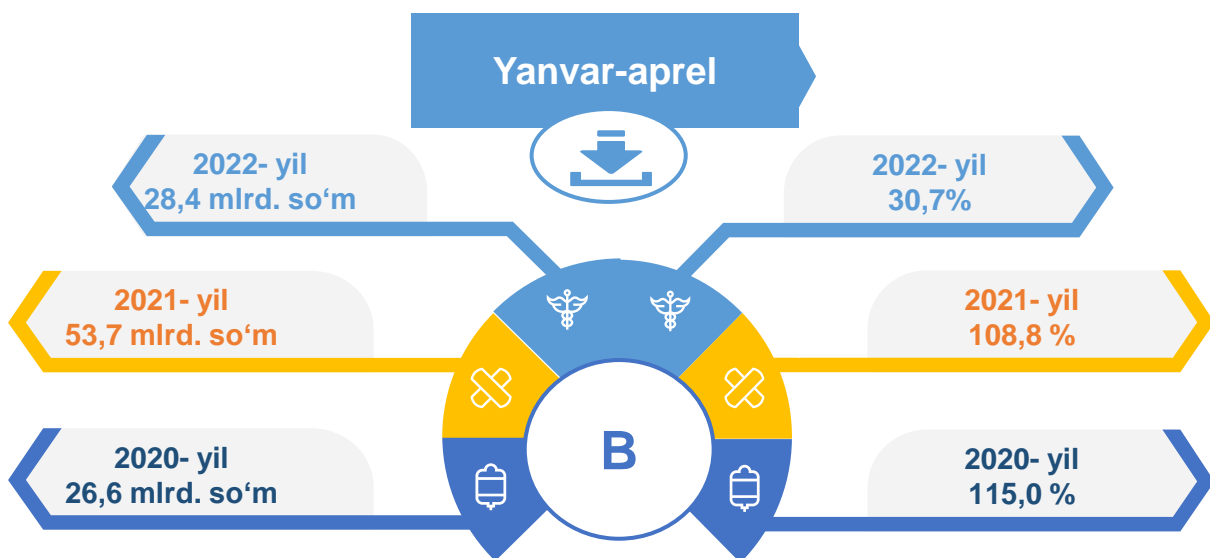 Yanvar-aprel
2022- yil
28,4 mlrd. so‘m
2022- yil
30,7%
2021- yil
53,7 mlrd. so‘m
2021- yil
108,8 %
2020- yil
26,6 mlrd. so‘m
2020- yil
115,0 %
B